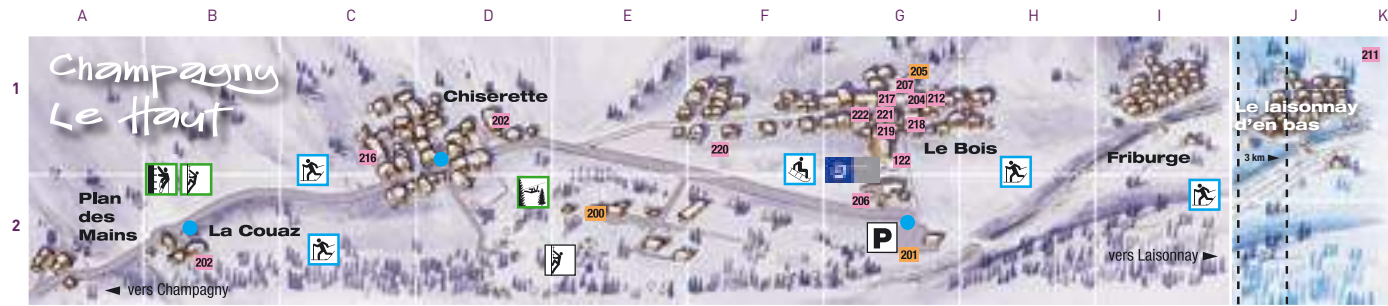 A B C D E F G H I J K
1
2
Champagny
Le Haut
Chiserette
202
216
Plan
des
Mains
La Couaz
202
vers Champagny
200
220
205
207
217 204 212
222 221
219 218
122
Le Bois
206
P
201
Friburge
vers Laisonnay
Le laisonnay
d'en bas
3 km
211